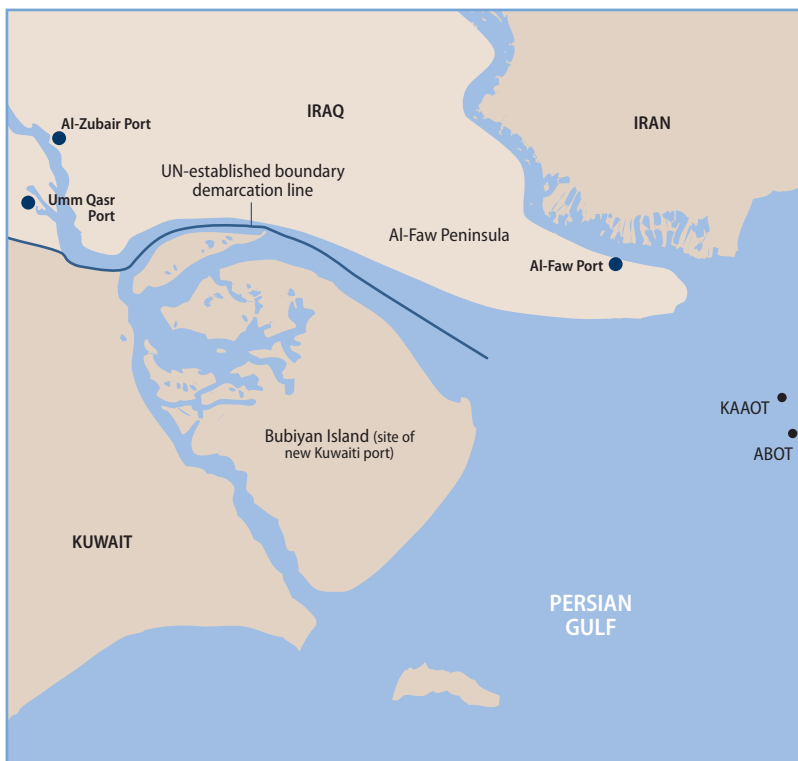 IRAQ
IRAN
Al-Zubair Port
UN-established boundary
demarcation line
Umm Qasr
Port
Al-Faw Peninsula
Al-Faw Port
KAAOT
ABOT
Bubiyan Island (site of
new Kuwaiti port)
KUWAIT
PERSIAN
GULF